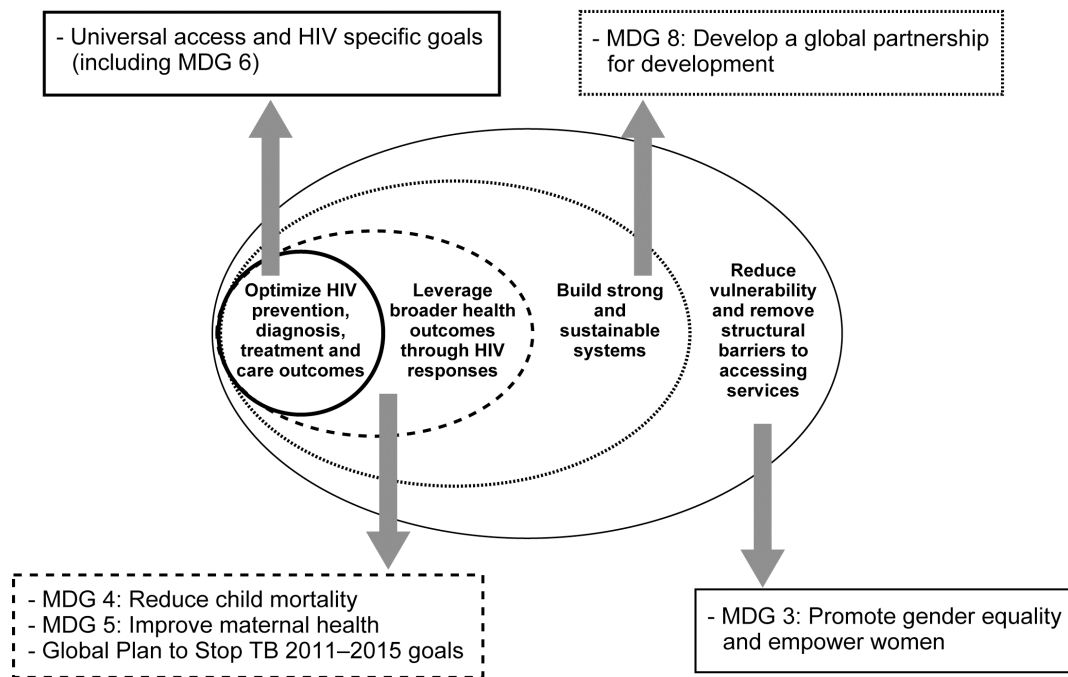 - Universal access and HIV specific goals
(including MDG 6)
- MDG 8: Develop a global partnership
for development
Optimize HIV
prevention,
diagnosis,
treatment and
care outcomes
Leverage
broader health
outcomes
through HIV
responses
Build strong
and
sustainable
systems
Reduce
vulnerability
and remove
structural
barriers to
accessing
services
- MDG 4: Reduce child mortality
- MDG 5: Improve maternal health
- Global Plan to Stop TB 2011–2015 goals
- MDG 3: Promote gender equality
and empower women